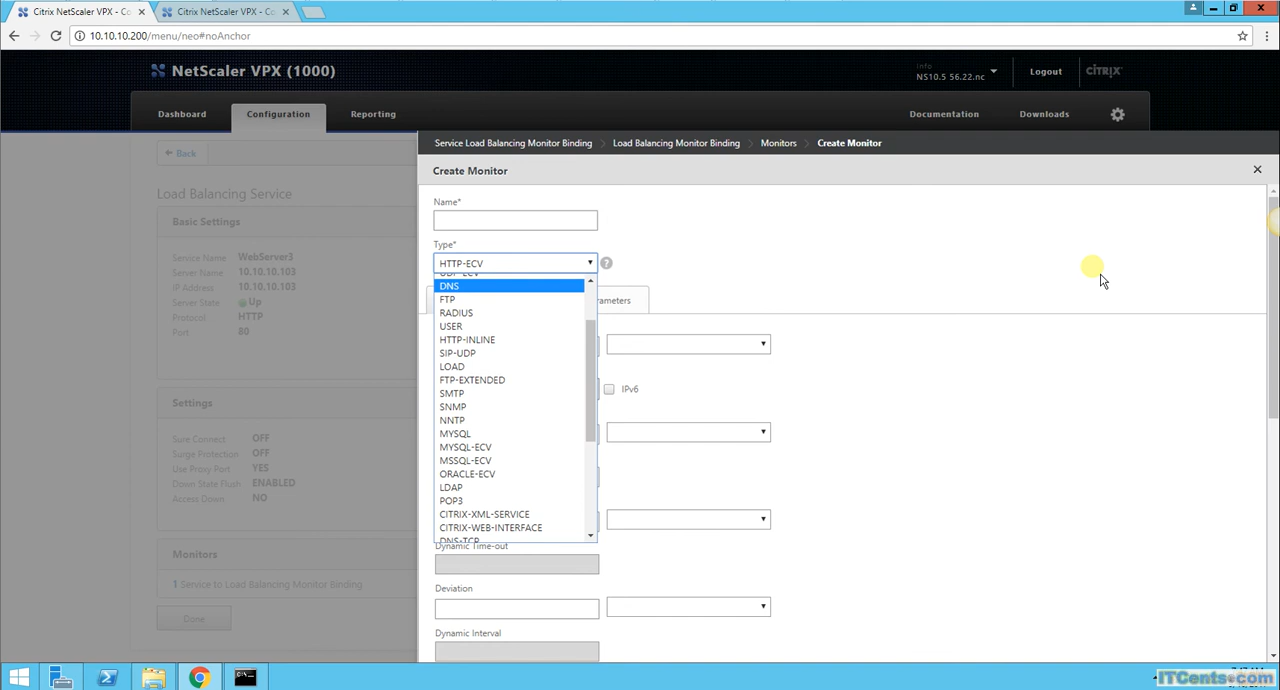 Citrix NetScaler VPX - Co
Citrix NetScaler VPX - Co
10.10.10.200/menu/neo#noAnchor
NetScaler VPX (1000)
Info
NS10.5 56.22.nc
Logout
CITRIX
Dashboard
Configuration
Reporting
Documentation
Downloads
Back
Service Load Balancing Monitor Binding
Load Balancing Monitor Binding
Monitors
Create Monitor
Create Monitor
Load Balancing Service
Basic Settings
Service Name WebServer3
Server Name 10.10.10.103
IP Address 10.10.10.103
Server State Up
Protocol HTTP
Port 80
Settings
Sure Connect OFF
Surge Protection OFF
Use Proxy Port YES
Down State Flush ENABLED
Access Down NO
Monitors
1 Service to Load Balancing Monitor Binding
Done
Name*
Type*
HTTP-ECV
UDP-ECV
DNS
FTP
RADIUS
USER
HTTP-INLINE
SIP-UDP
LOAD
FTP-EXTENDED
SMTP
SNMP
NNTP
MYSQL
MYSQL-ECV
MSSQL-ECV
ORACLE-ECV
LDAP
POP3
CITRIX-XML-SERVICE
CITRIX-WEB-INTERFACE
DNS-TCP
rameters
IPv6
Dynamic Time-out
Deviation
Dynamic Interval
ITCents.com